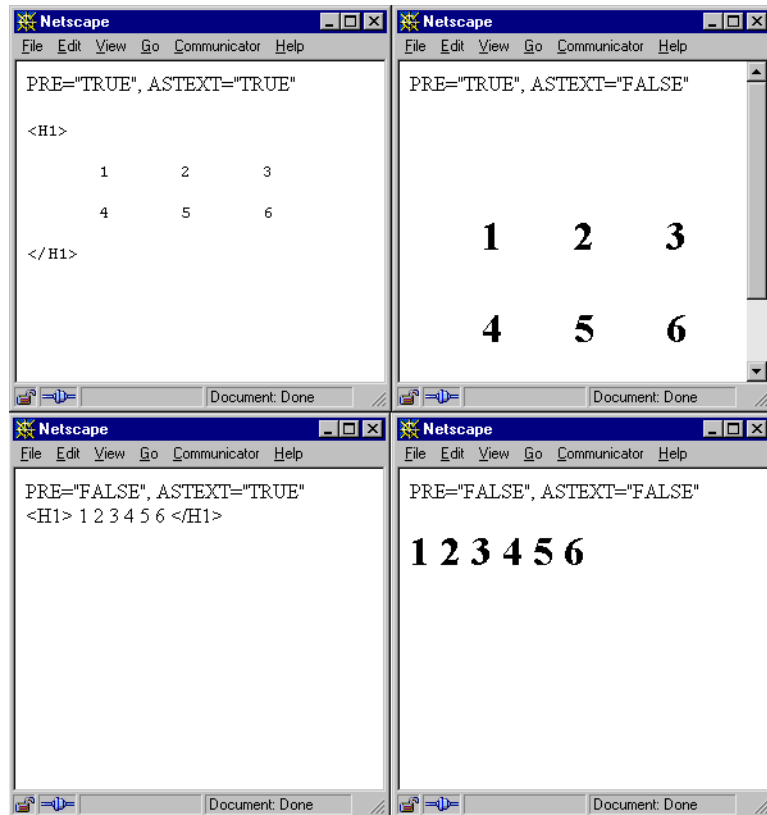 Netscape
File Edit View Go Communicator Help
PRE="TRUE", ASTEXT="TRUE"
<H1>
1 2 3
4 5 6
</H1>
Document: Done
Netscape
File Edit View Go Communicator Help
PRE="TRUE", ASTEXT="FALSE"
1 2 3
4 5 6
Document: Done
Netscape
File Edit View Go Communicator Help
PRE="FALSE", ASTEXT="TRUE"
<H1> 1 2 3 4 5 6 </H1>
Document: Done
Netscape
File Edit View Go Communicator Help
PRE="FALSE", ASTEXT="FALSE"
1 2 3 4 5 6
Document: Done